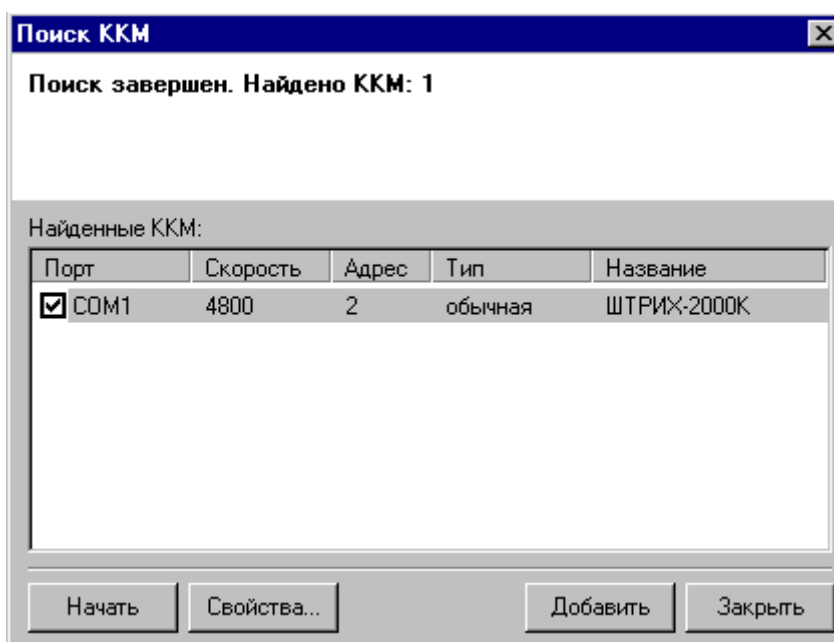 Поиск ККМ
Поиск завершен. Найдено ККМ: 1
Найденные ККМ:
Порт Скорость Адрес Тип Название
COM1 4800 2 обычная ШТРИХ-2000К
Начать Свойства... Добавить Закрыть